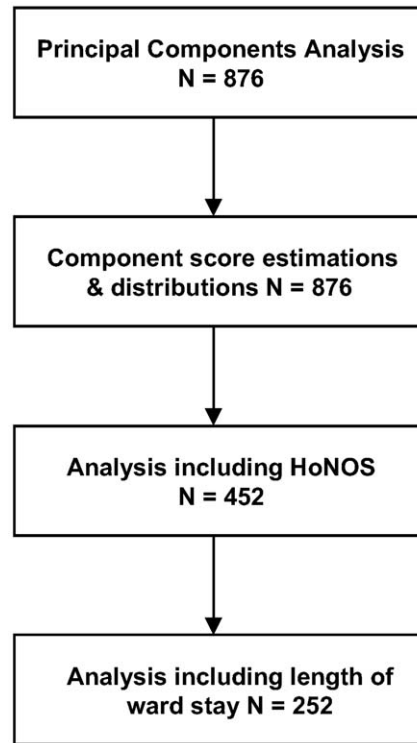 Principal Components Analysis
N = 876
Component score estimations
& distributions N = 876
Analysis including HoNOS
N = 452
Analysis including length of
ward stay N = 252